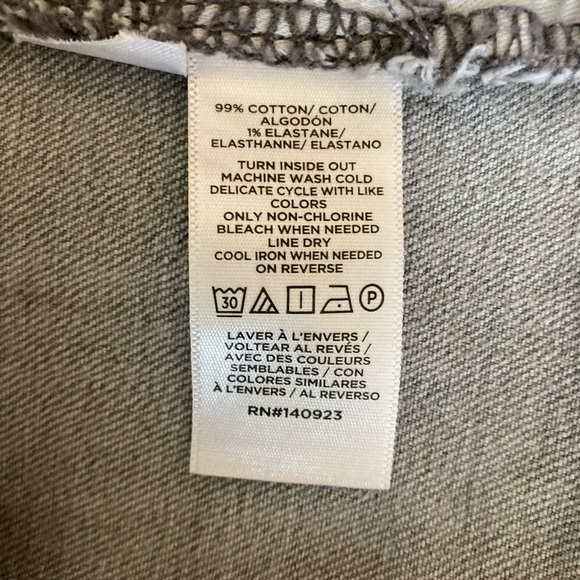 99% COTTON/ COTON/
ALGODÓN
1% ELASTANE/
ELASTHANNE/ ELASTANO
TURN INSIDE OUT
MACHINE WASH COLD
DELICATE CYCLE WITH LIKE
COLORS
ONLY NON-CHLORINE
BLEACH WHEN NEEDED
LINE DRY
COOL IRON WHEN NEEDED
ON REVERSE
30 P
LAVER À L'ENVERS /
VOLTEAR AL REVÉS /
AVEC DES COULEURS
SEMBLABLES / CON
COLORES SIMILARES
À L'ENVERS / AL REVERSO
RN#140923